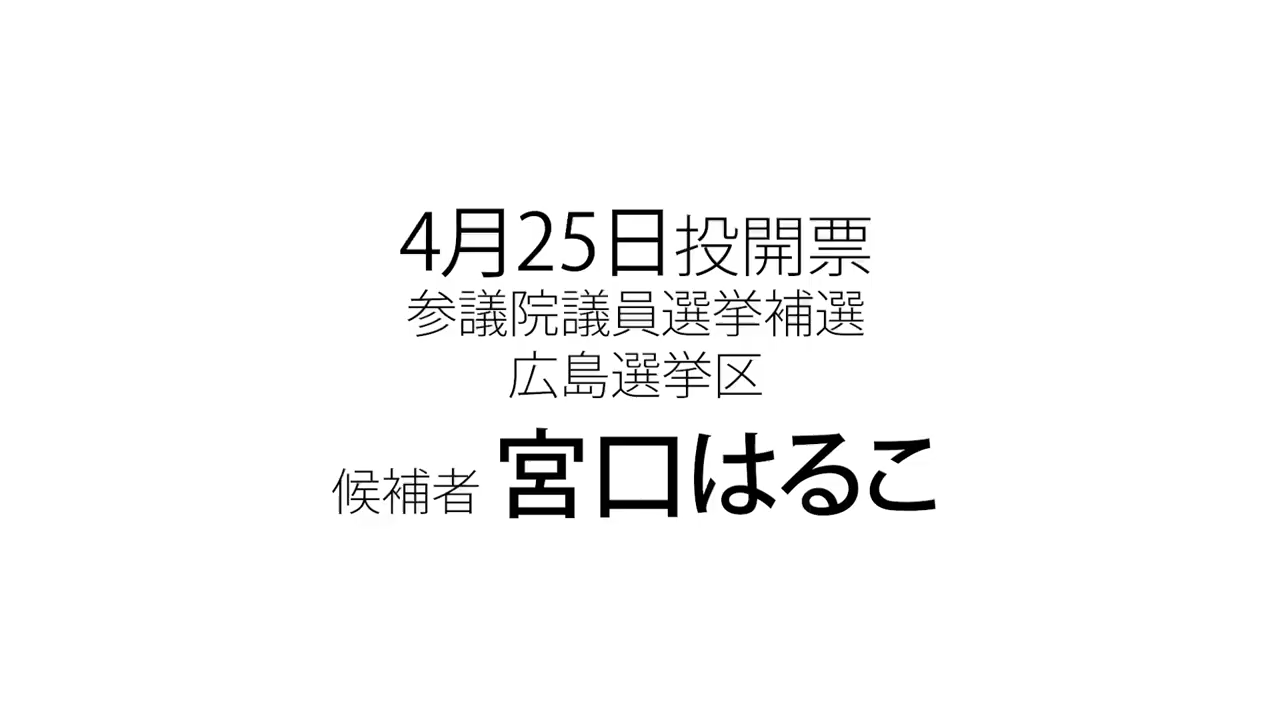 4月25日投開票
参議院議員選挙補選
広島選挙区
候補者 宮口はるこ